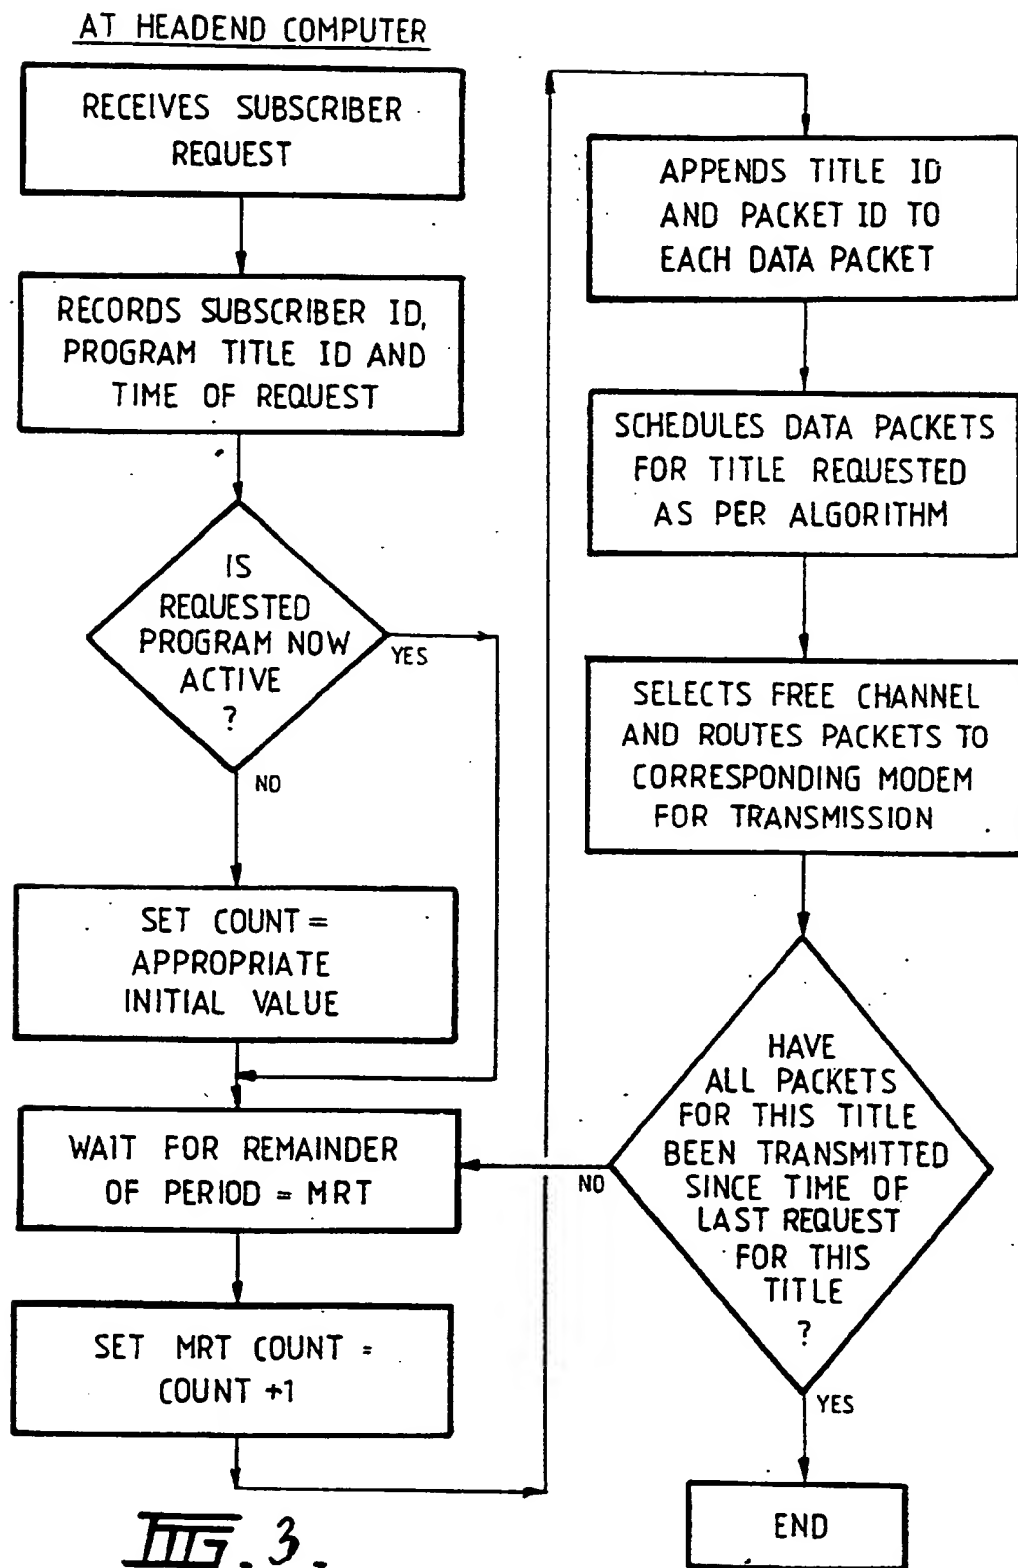 AT HEADEND COMPUTER
RECEIVES SUBSCRIBER
REQUEST
RECORDS SUBSCRIBER ID,
PROGRAM TITLE ID AND
TIME OF REQUEST
IS
REQUESTED
PROGRAM NOW
ACTIVE
?
YES
NO
SET COUNT =
APPROPRIATE
INITIAL VALUE
WAIT FOR REMAINDER
OF PERIOD = MRT
SET MRT COUNT =
COUNT +1
APPENDS TITLE ID
AND PACKET ID TO
EACH DATA PACKET
SCHEDULES DATA PACKETS
FOR TITLE REQUESTED
AS PER ALGORITHM
SELECTS FREE CHANNEL
AND ROUTES PACKETS TO
CORRESPONDING MODEM
FOR TRANSMISSION
HAVE
ALL PACKETS
FOR THIS TITLE
BEEN TRANSMITTED
SINCE TIME OF
LAST REQUEST
FOR THIS
TITLE
?
NO
YES
END
FIG. 3.